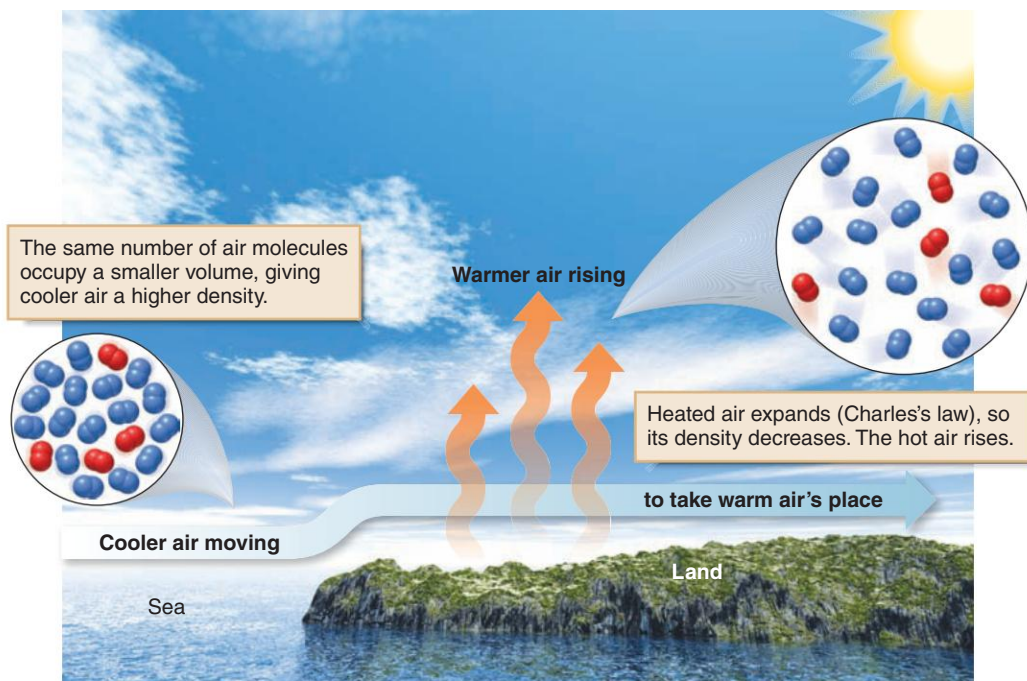 The same number of air molecules
occupy a smaller volume, giving
cooler air a higher density.
Warmer air rising
Heated air expands (Charles's law), so
its density decreases. The hot air rises.
to take warm air's place
Cooler air moving
Land
Sea